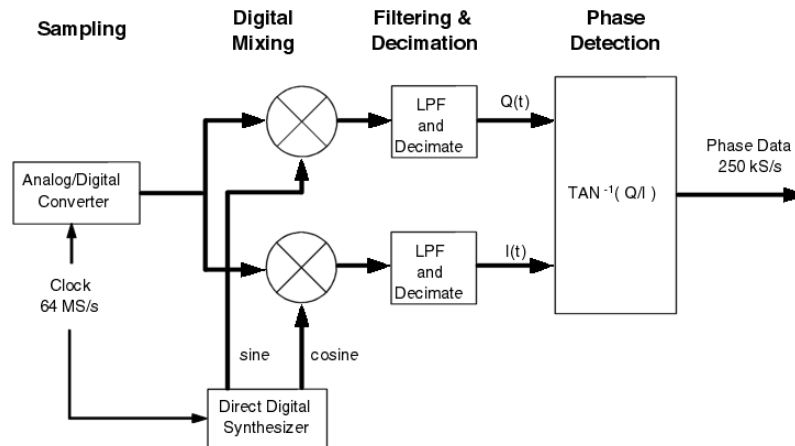 Sampling
Digital
Mixing
Filtering &
Decimation
Phase
Detection
Analog/Digital
Converter
Clock
64 MS/s
LPF
and
Decimate
Q(t)
LPF
and
Decimate
I(t)
TAN -1( Q/I )
Phase Data
250 kS/s
sine
cosine
Direct Digital
Synthesizer